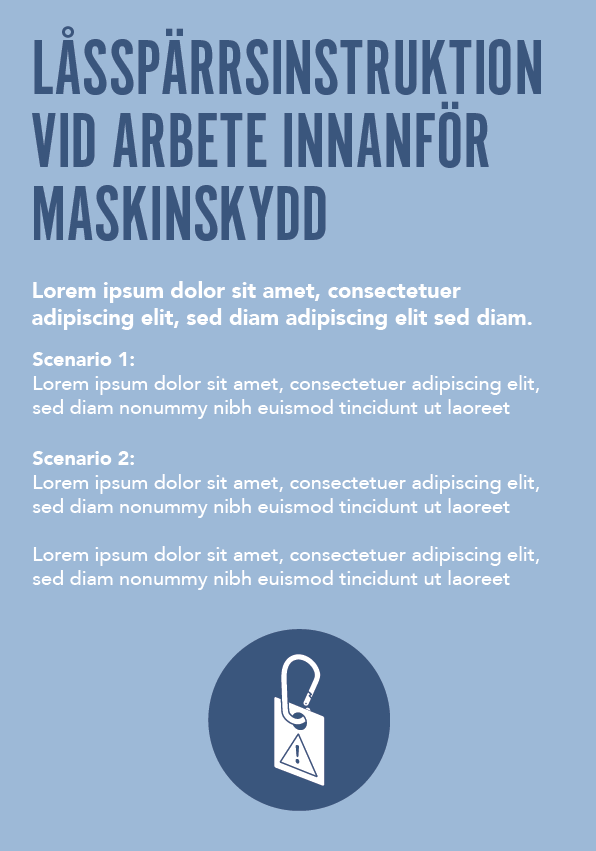 LÅSSPÄRRSINSTRUKTION
VID ARBETE INNANFÖR
MASKINSKYDD
Lorem ipsum dolor sit amet, consectetuer
adipiscing elit, sed diam adipiscing elit sed diam.
Scenario 1:
Lorem ipsum dolor sit amet, consectetuer adipiscing elit,
sed diam nonummy nibh euismod tincidunt ut laoreet
Scenario 2:
Lorem ipsum dolor sit amet, consectetuer adipiscing elit,
sed diam nonummy nibh euismod tincidunt ut laoreet
Lorem ipsum dolor sit amet, consectetuer adipiscing elit,
sed diam nonummy nibh euismod tincidunt ut laoreet
!